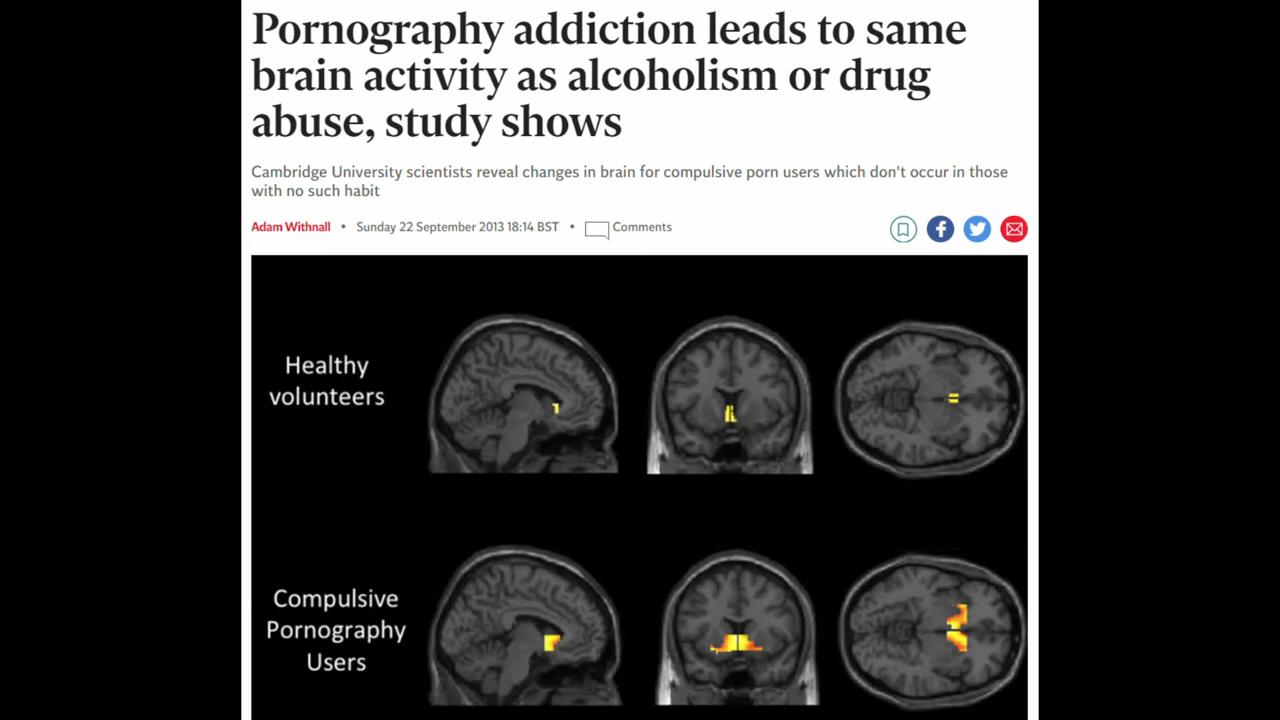 Pornography addiction leads to same
brain activity as alcoholism or drug
abuse, study shows
Cambridge University scientists reveal changes in brain for compulsive porn users which don't occur in those
with no such habit
Adam Withnall • Sunday 22 September 2013 18:14 BST • Comments
Healthy
volunteers
Compulsive
Pornography
Users